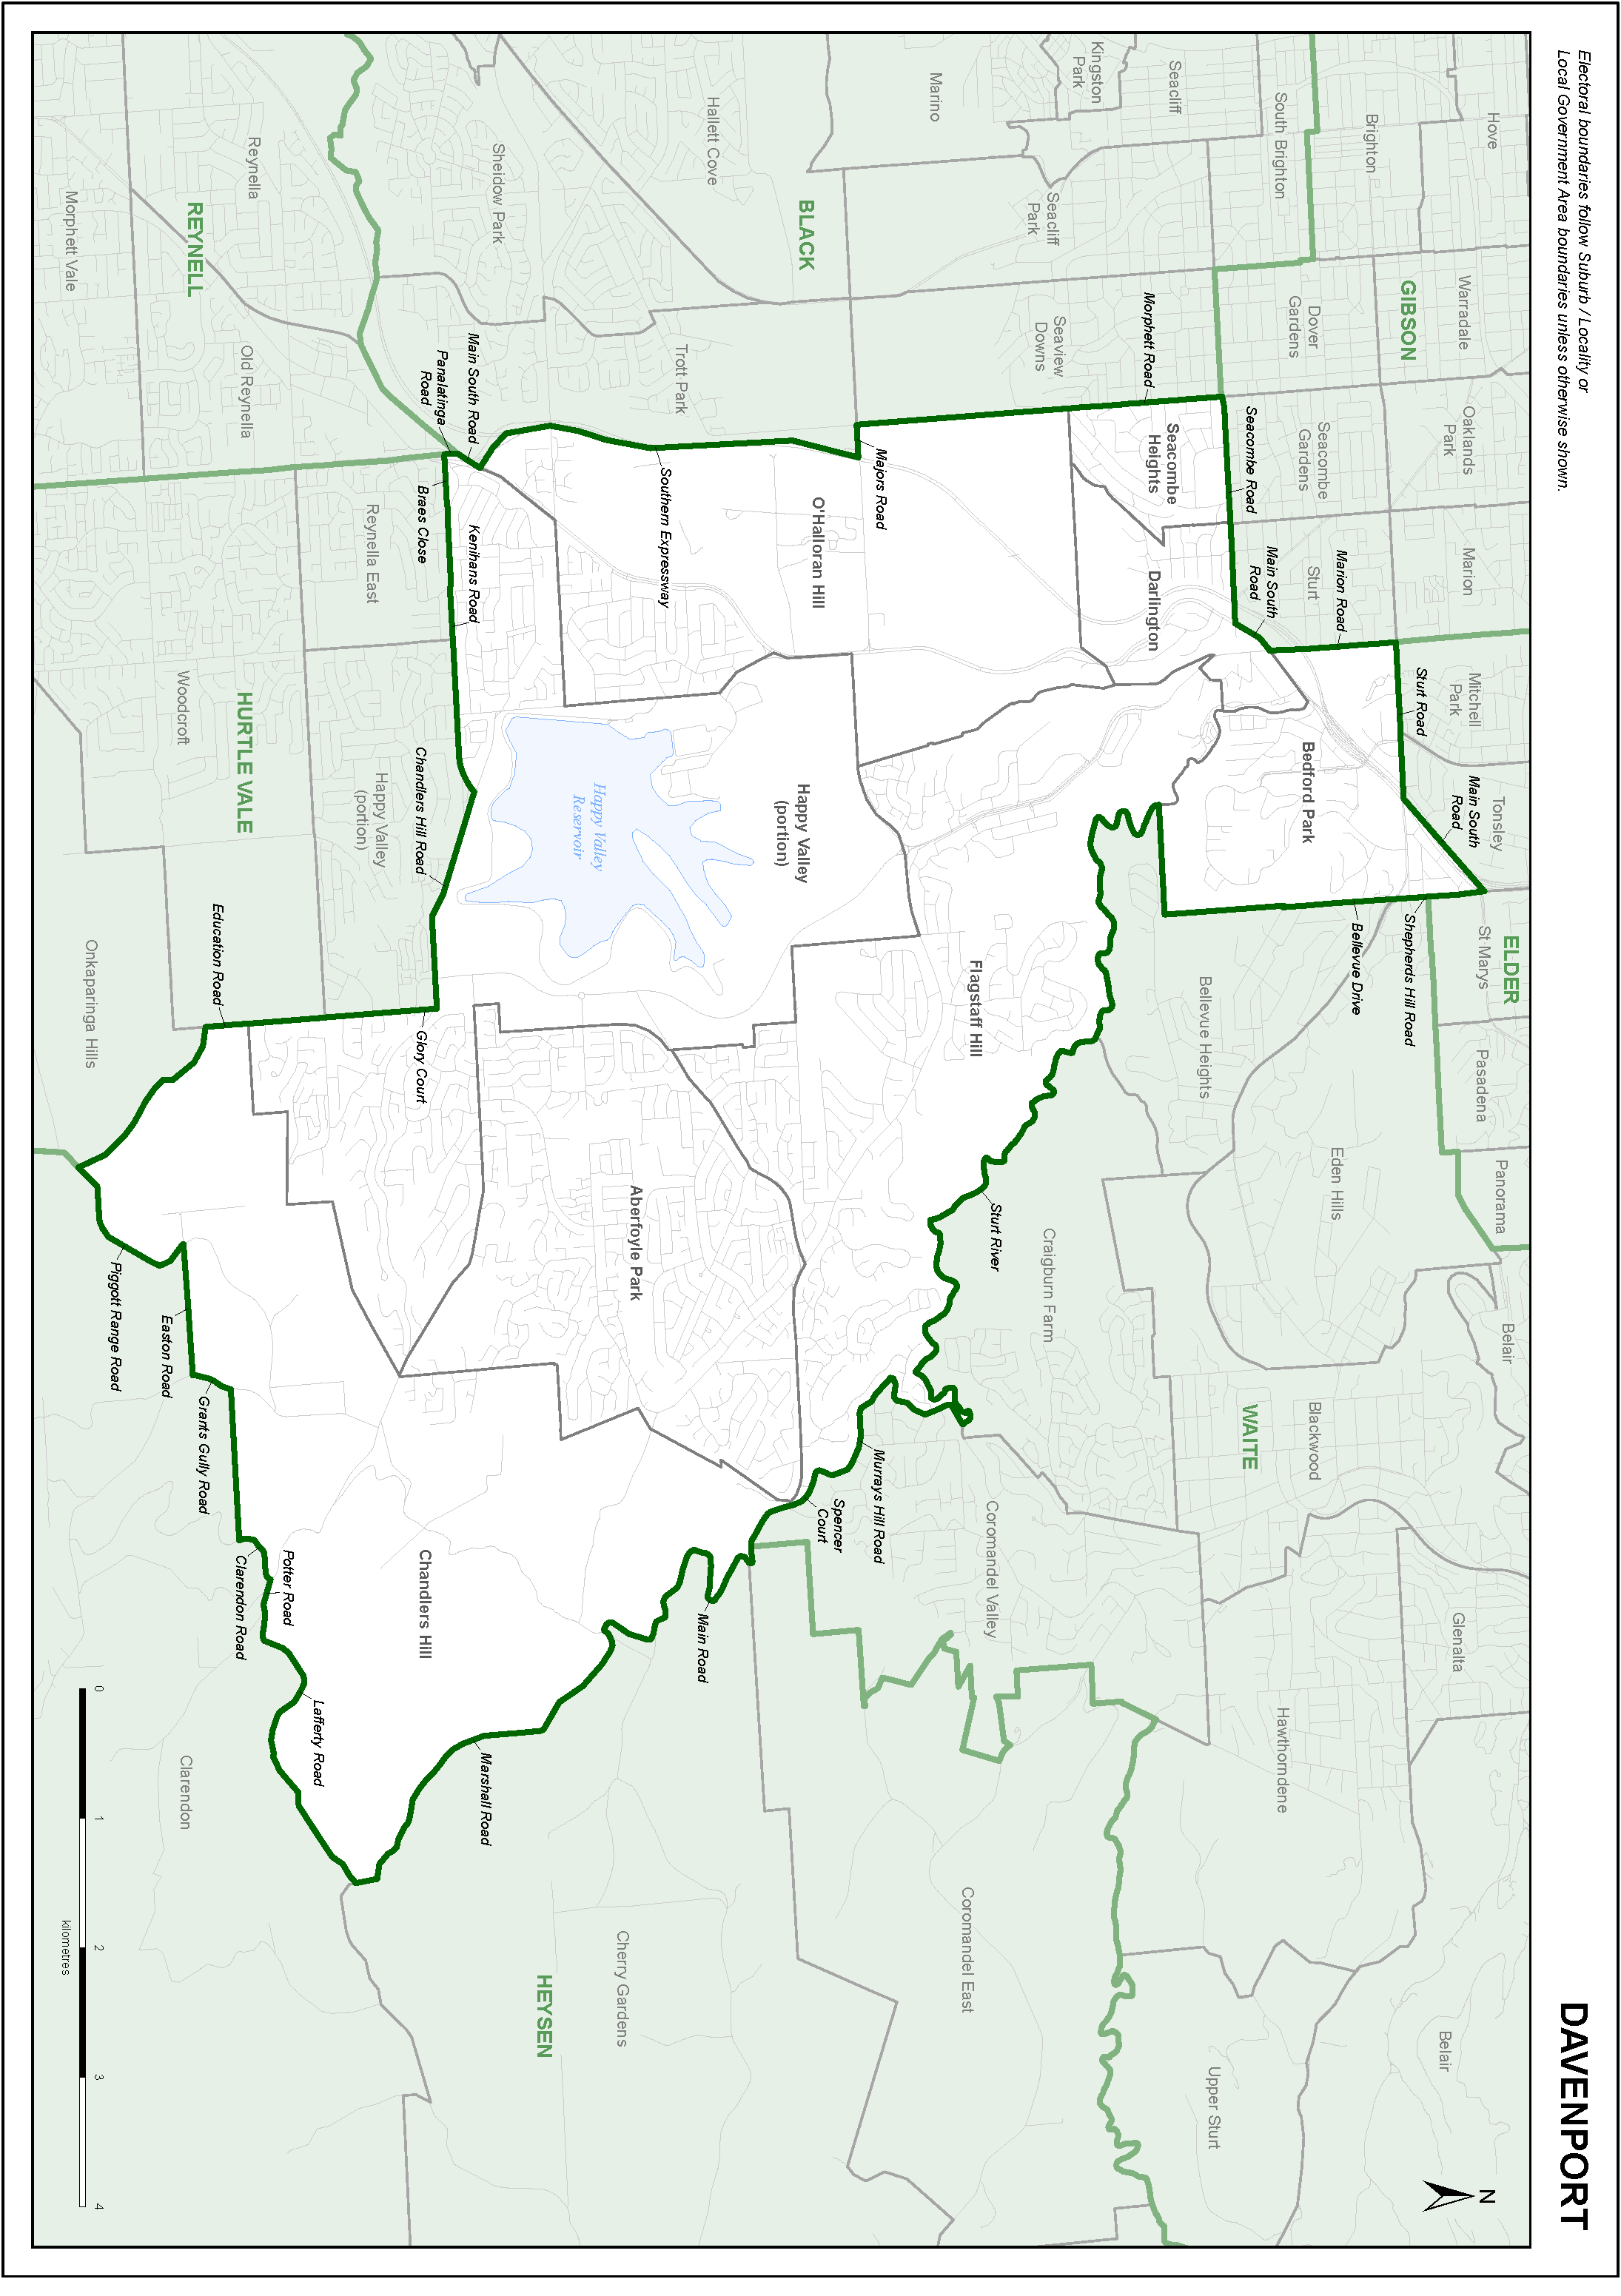 DAVENPORT
Electoral boundaries follow Suburb / Locality or
Local Government Area boundaries unless otherwise shown.
N
Hove
Warradale
Oaklands
Park
Marion
Mitchell
Park
Tonsley
St Marys
ELDER
Pasadena
Panorama
Belair
Glenalta
Belair
Brighton
GIBSON
South Brighton
Dover
Gardens
Seacombe
Gardens
Sturt
Marion Road
Sturt Road
Main South
Road
Shepherds Hill Road
Bellevue Drive
Eden Hills
Blackwood
Hawthorndene
Upper Sturt
Seacliff
Kingston
Park
Morphett Road
Seacombe Road
Main South
Road
Seacombe
Heights
Darlington
Bedford Park
Bellevue Heights
WAITE
Marino
Seacliff
Park
Seaview
Downs
Craigburn Farm
Sturt River
Flagstaff Hill
Coromandel Valley
Coromandel East
BLACK
Majors Road
O'Halloran Hill
Happy Valley
(portion)
Murrays Hill Road
Spencer
Court
Hallett Cove
Trott Park
Southern Expressway
Happy Valley
Reservoir
Aberfoyle Park
Main Road
Cherry Gardens
HEYSEN
Sheidow Park
Main South Road
Panalatinga
Road
Kenihans Road
Braes Close
Chandlers Hill Road
Glory Court
Chandlers Hill
Marshall Road
Reynella East
Happy Valley
(portion)
Reynella
Old Reynella
REYNELL
HURTLE VALE
Woodcroft
Education Road
Potter Road
Lafferty Road
Clarendon Road
Grants Gully Road
Easton Road
Piggott Range Road
Clarendon
Morphett Vale
Onkaparinga Hills
0 1 2 3 4
kilometres